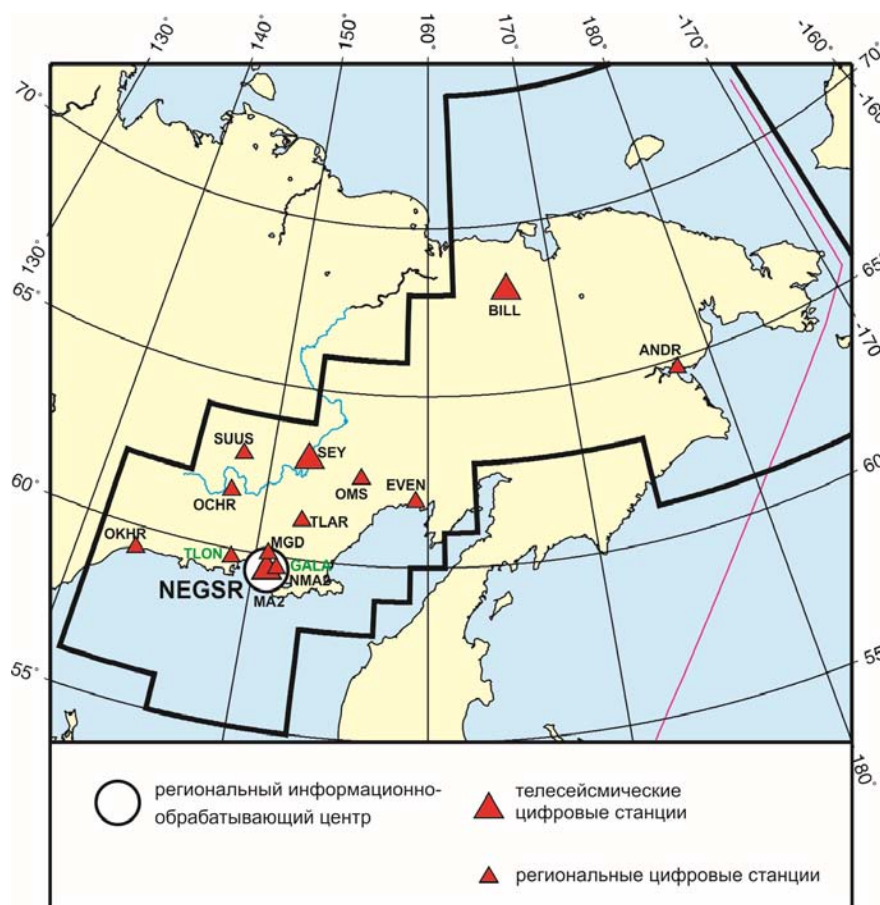 130°
140°
150°
160°
170°
180°
-170°
-160°
70°
70°
-160°
130°
65°
65°
-170°
BILL
ANDR
SUUS
SEY
60°
60°
OCHR
OMS
EVEN
TLAR
OKHR
MGD
TLON
GALA
NMA2
NEGSR
MA2
55°
55°
180°
региональный информационно-
обрабатывающий центр
телесейсмические
цифровые станции
региональные цифровые станции